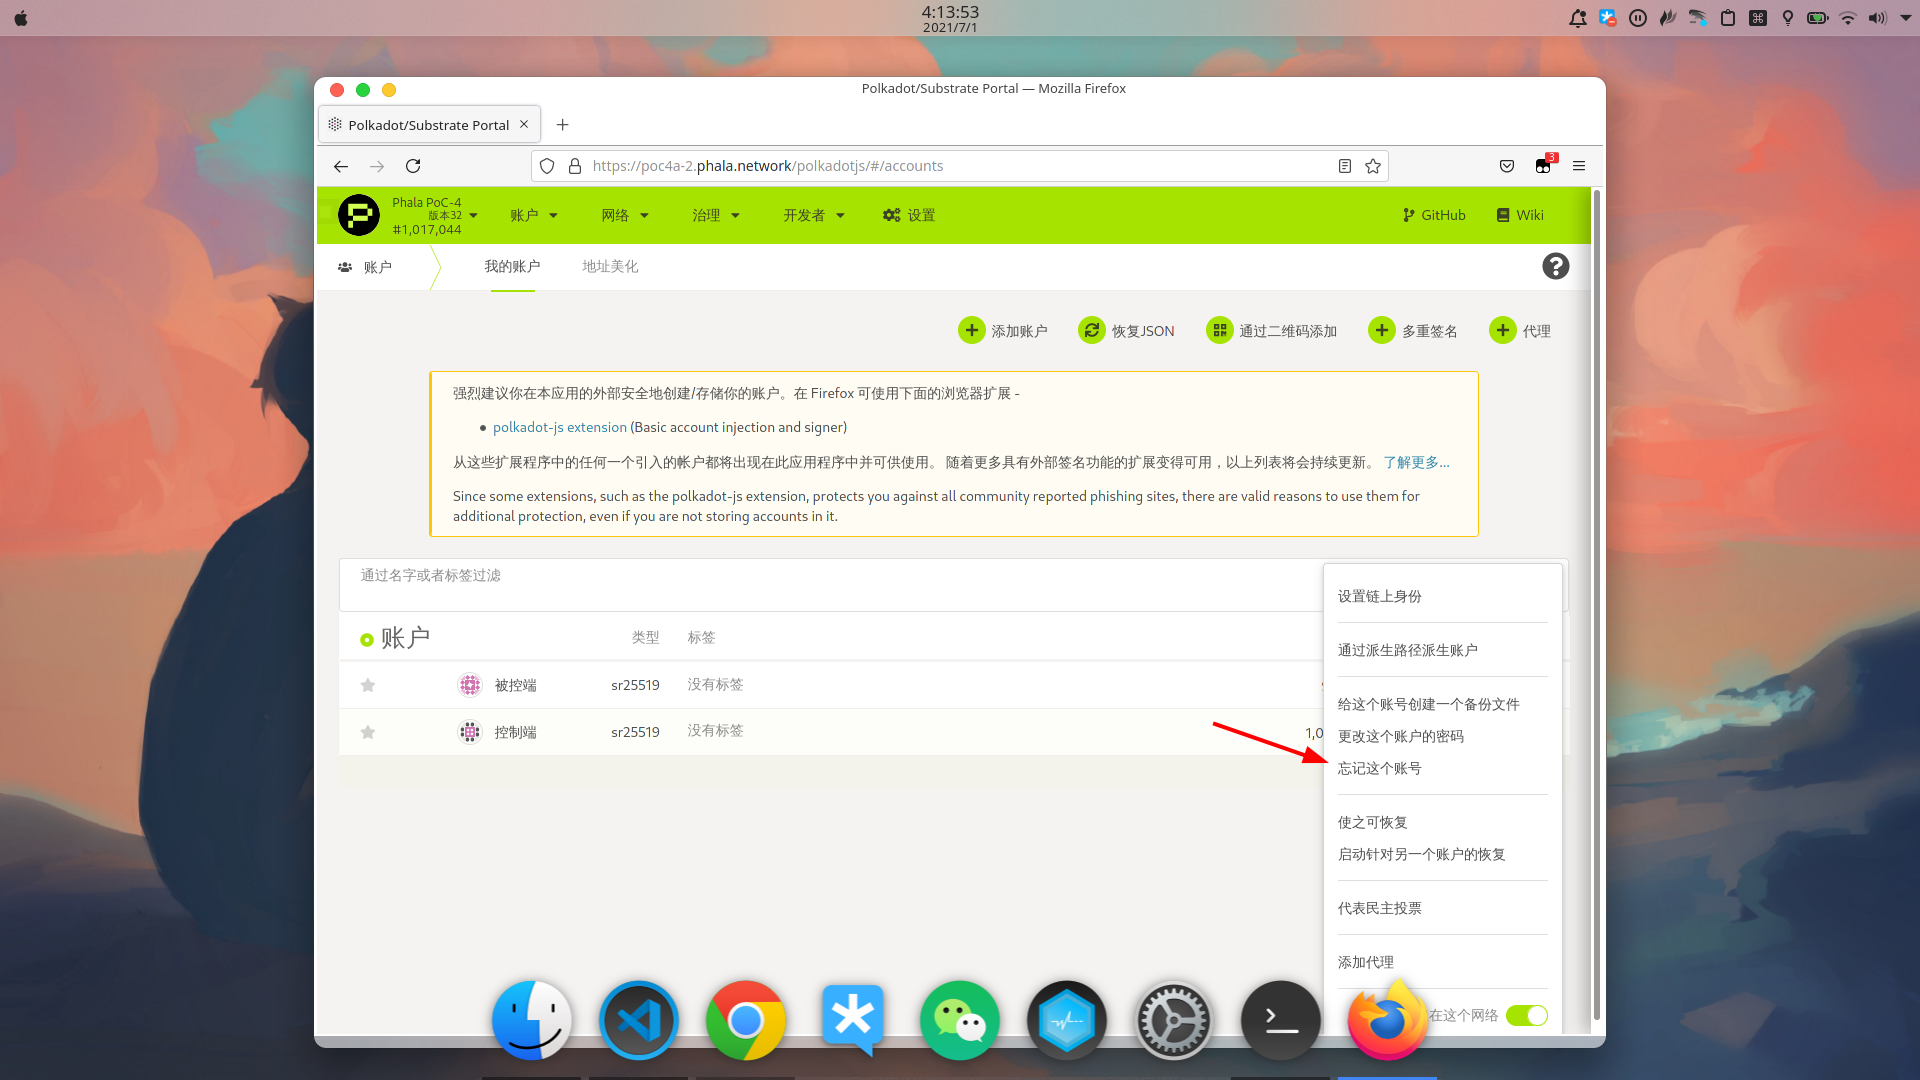 4:13:53
2021/7/1
Polkadot/Substrate Portal — Mozilla Firefox
Polkadot/Substrate Portal
https://poc4a-2.phala.network/polkadotjs/#/accounts
3
Phala PoC-4
版本32
#1,017,044
账户
网络
治理
开发者
设置
GitHub
Wiki
账户
我的账户
地址美化
添加账户
恢复JSON
通过二维码添加
多重签名
代理
强烈建议你在本应用的外部安全地创建/存储你的账户。在 Firefox 可使用下面的浏览器扩展 -
polkadot-js extension (Basic account injection and signer)
从这些扩展程序中的任何一个引入的帐户都将出现在此应用程序中并可供使用。 随着更多具有外部签名功能的扩展变得可用，以上列表将会持续更新。 了解更多...
Since some extensions, such as the polkadot-js extension, protects you against all community reported phishing sites, there are valid reasons to use them for
additional protection, even if you are not storing accounts in it.
通过名字或者标签过滤
账户
类型
标签
被控端
sr25519
没有标签
控制端
sr25519
没有标签
1,0
设置链上身份
通过派生路径派生账户
给这个账号创建一个备份文件
更改这个账户的密码
忘记这个账号
使之可恢复
启动针对另一个账户的恢复
代表民主投票
添加代理
在这个网络